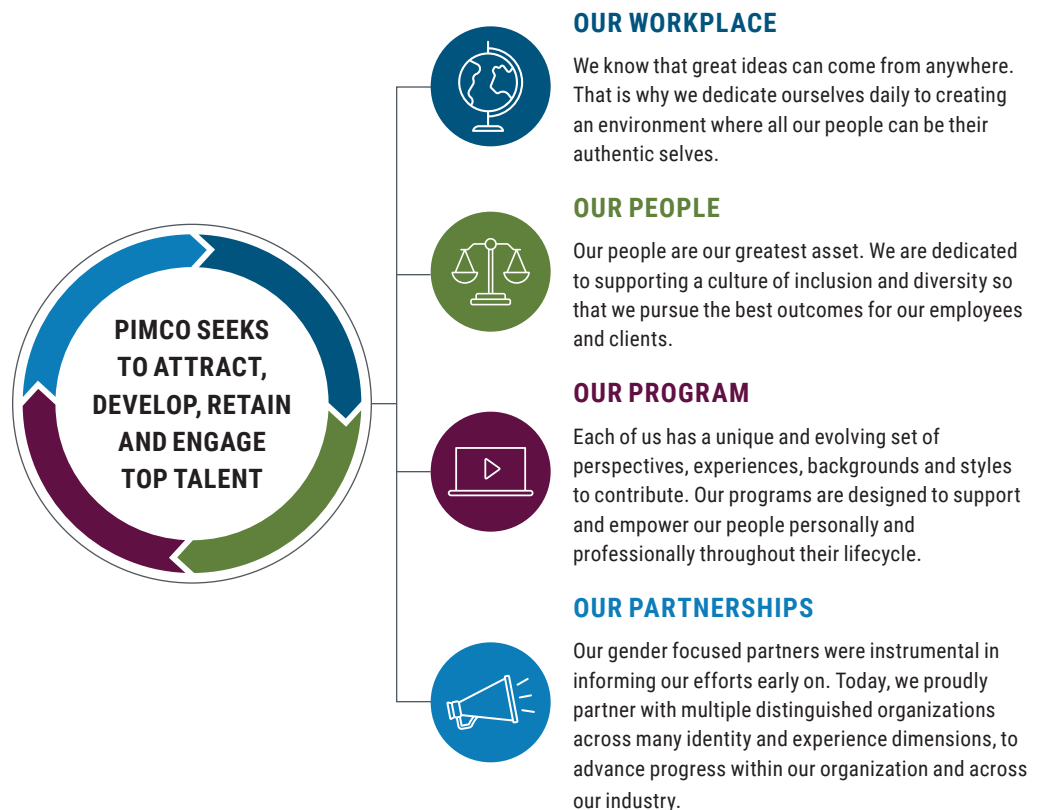 PIMCO SEEKS
TO ATTRACT,
DEVELOP, RETAIN
AND ENGAGE
TOP TALENT
OUR WORKPLACE
We know that great ideas can come from anywhere.
That is why we dedicate ourselves daily to creating
an environment where all our people can be their
authentic selves.
OUR PEOPLE
Our people are our greatest asset. We are dedicated
to supporting a culture of inclusion and diversity so
that we pursue the best outcomes for our employees
and clients.
OUR PROGRAM
Each of us has a unique and evolving set of
perspectives, experiences, backgrounds and styles
to contribute. Our programs are designed to support
and empower our people personally and
professionally throughout their lifecycle.
OUR PARTNERSHIPS
Our gender focused partners were instrumental in
informing our efforts early on. Today, we proudly
partner with multiple distinguished organizations
across many identity and experience dimensions, to
advance progress within our organization and across
our industry.